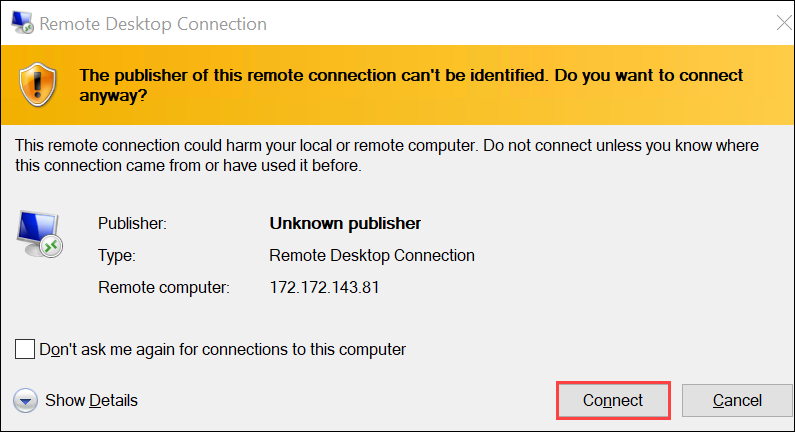 Remote Desktop Connection
The publisher of this remote connection can't be identified. Do you want to connect
anyway?
This remote connection could harm your local or remote computer. Do not connect unless you know where
this connection came from or have used it before.
Publisher: Unknown publisher
Type: Remote Desktop Connection
Remote computer: 172.172.143.81
Don't ask me again for connections to this computer
Show Details Connect Cancel